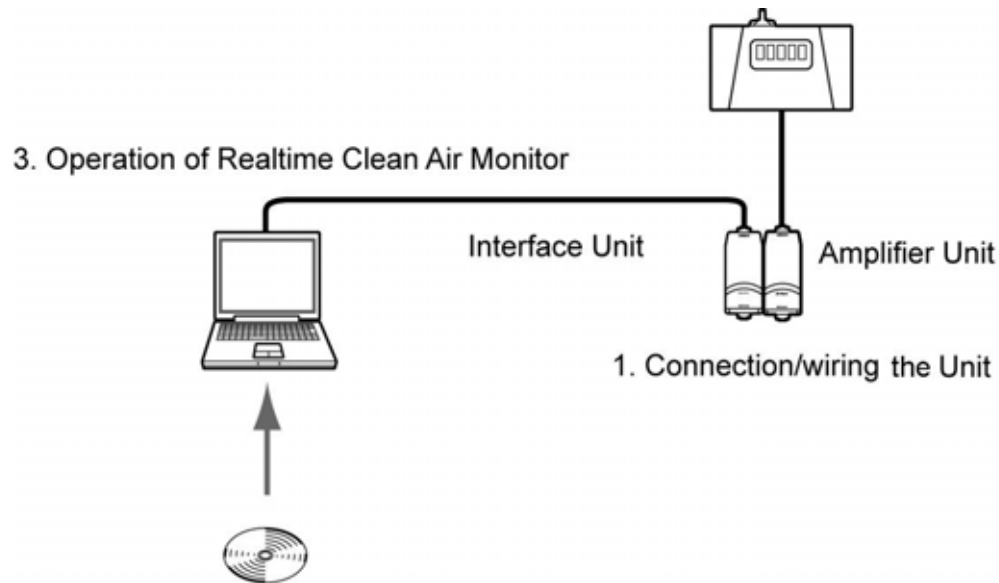 3. Operation of Realtime Clean Air Monitor
Interface Unit
Amplifier Unit
1. Connection/wiring the Unit